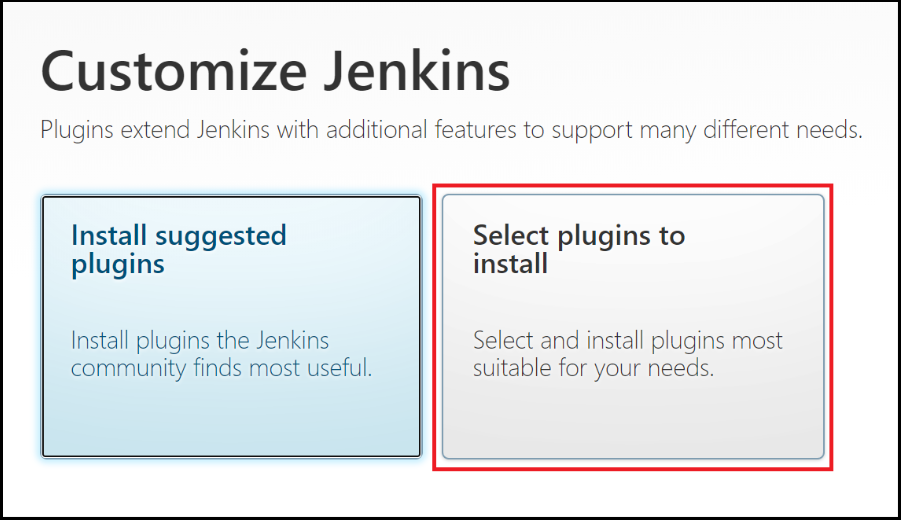 Customize Jenkins
Plugins extend Jenkins with additional features to support many different needs.
Install suggested
plugins
Install plugins the Jenkins
community finds most useful.
Select plugins to
install
Select and install plugins most
suitable for your needs.